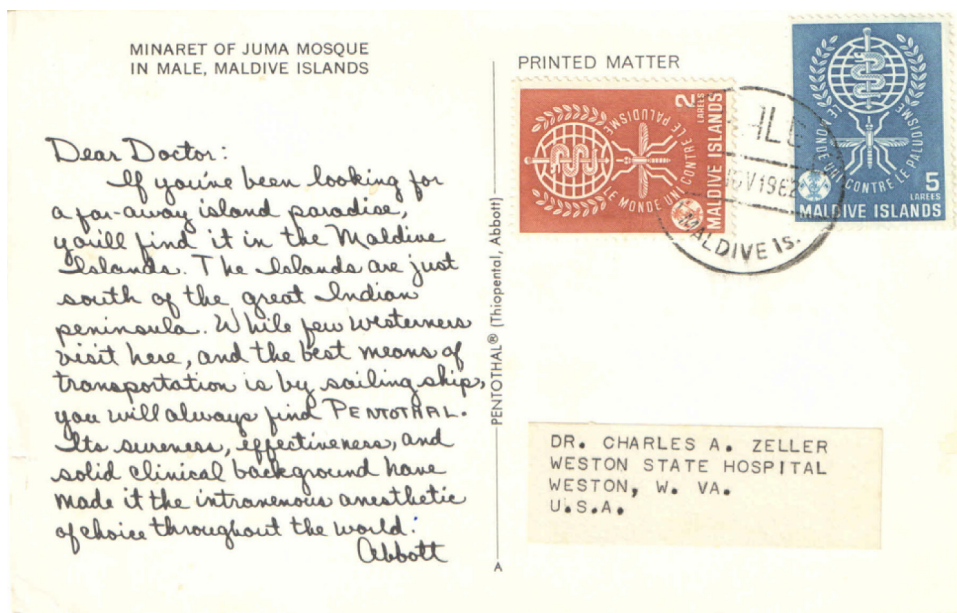 MINARET OF JUMA MOSQUE
IN MALE, MALDIVE ISLANDS
Dear Doctor:
If you've been looking for
a far-away island paradise,
you'll find it in the Maldive
Islands. The Islands are just
south of the great Indian
peninsula. While few westerners
visit here, and the best means of
transportation is by sailing ship,
you will always find PENTOTHAL.
Its sureness, effectiveness, and
solid clinical background have
made it the intravenous anesthetic
of choice throughout the world.
Abbott
PENTOTHAL® (Thiopental, Abbott)
A
PRINTED MATTER
2
LAREES
MALDIVE ISLANDS
LE MONDE UNI CONTRE LE PALUDISME
LE MONDE UNI CONTRE LE PALUDISME
5
LAREES
MALDIVE ISLANDS
NOV 1962
MALDIVE Is.
DR. CHARLES A. ZELLER
WESTON STATE HOSPITAL
WESTON, W. VA.
U.S.A.